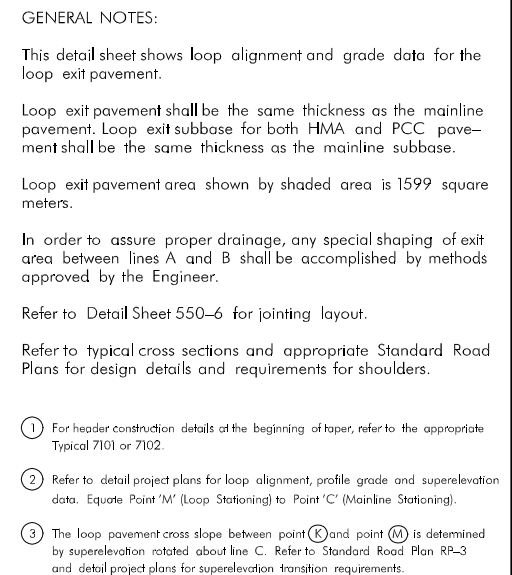 GENERAL NOTES:
This detail sheet shows loop alignment and grade data for the
loop exit pavement.
Loop exit pavement shall be the same thickness as the mainline
pavement. Loop exit subbase for both HMA and PCC pave–
ment shall be the same thickness as the mainline subbase.
Loop exit pavement area shown by shaded area is 1599 square
meters.
In order to assure proper drainage, any special shaping of exit
area between lines A and B shall be accomplished by methods
approved by the Engineer.
Refer to Detail Sheet 550–6 for jointing layout.
Refer to typical cross sections and appropriate Standard Road
Plans for design details and requirements for shoulders.
1 For header construction details at the beginning of taper, refer to the appropriate
Typical 7101 or 7102.
2 Refer to detail project plans for loop alignment, profile grade and superelevation
data. Equate Point 'M' (Loop Stationing) to Point 'C' (Mainline Stationing).
3 The loop pavement cross slope between point K and point M is determined
by superelevation rotated about line C. Refer to Standard Road Plan RP–3
and detail project plans for superelevation transition requirements.